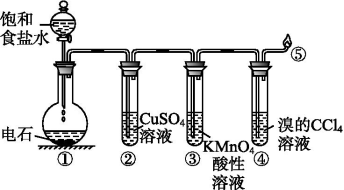 饱和
食盐水
⑤
CuSO₄
溶液
KMnO₄
酸性
溶液
溴的CCl₄
溶液
电石
① ② ③ ④